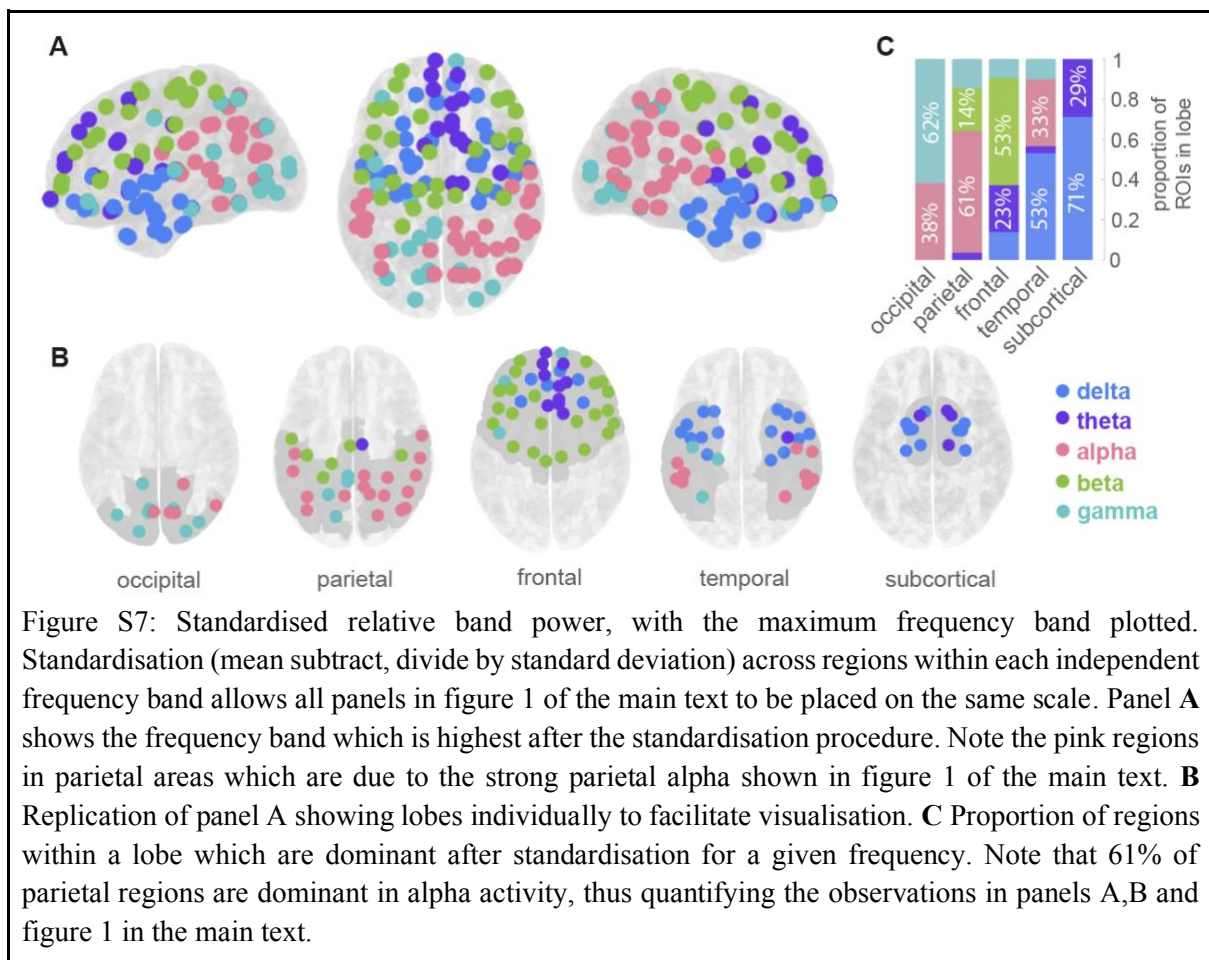 A
C
62%
38%
14%
61%
53%
23%
33%
53%
29%
71%
1
0.8
0.6
0.4
0.2
0
proportion of
ROIs in lobe
occipital
parietal
frontal
temporal
subcortical
B
occipital
parietal
frontal
temporal
subcortical
delta
theta
alpha
beta
gamma
Figure S7: Standardised relative band power, with the maximum frequency band plotted.
Standardisation (mean subtract, divide by standard deviation) across regions within each independent
frequency band allows all panels in figure 1 of the main text to be placed on the same scale. Panel A
shows the frequency band which is highest after the standardisation procedure. Note the pink regions
in parietal areas which are due to the strong parietal alpha shown in figure 1 of the main text. B
Replication of panel A showing lobes individually to facilitate visualisation. C Proportion of regions
within a lobe which are dominant after standardisation for a given frequency. Note that 61% of
parietal regions are dominant in alpha activity, thus quantifying the observations in panels A,B and
figure 1 in the main text.